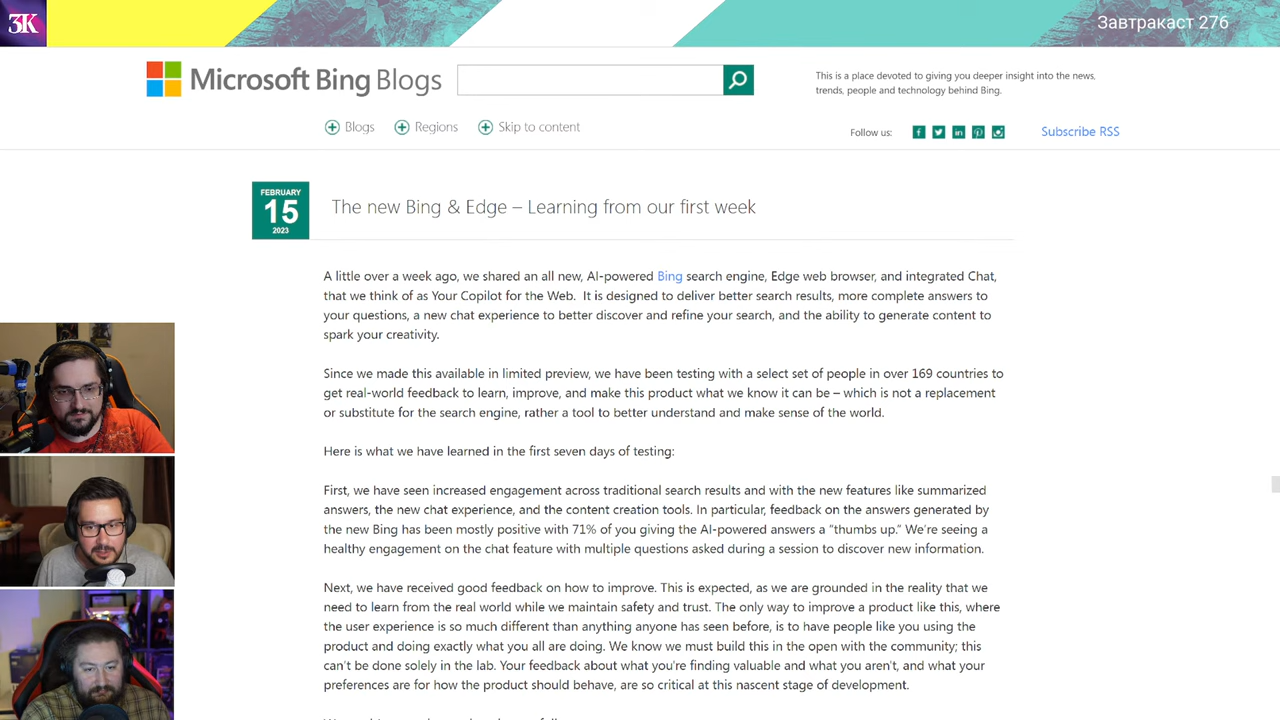 3K
Завтракаст 276
Microsoft Bing Blogs
This is a place devoted to giving you deeper insight into the news,
trends, people and technology behind Bing.
Blogs
Regions
Skip to content
Follow us:
Subscribe RSS
FEBRUARY
15
2023
The new Bing & Edge – Learning from our first week
A little over a week ago, we shared an all new, AI-powered Bing search engine, Edge web browser, and integrated Chat,
that we think of as Your Copilot for the Web.  It is designed to deliver better search results, more complete answers to
your questions, a new chat experience to better discover and refine your search, and the ability to generate content to
spark your creativity.
Since we made this available in limited preview, we have been testing with a select set of people in over 169 countries to
get real-world feedback to learn, improve, and make this product what we know it can be – which is not a replacement
or substitute for the search engine, rather a tool to better understand and make sense of the world.
Here is what we have learned in the first seven days of testing:
First, we have seen increased engagement across traditional search results and with the new features like summarized
answers, the new chat experience, and the content creation tools. In particular, feedback on the answers generated by
the new Bing has been mostly positive with 71% of you giving the AI-powered answers a “thumbs up.” We’re seeing a
healthy engagement on the chat feature with multiple questions asked during a session to discover new information.
Next, we have received good feedback on how to improve. This is expected, as we are grounded in the reality that we
need to learn from the real world while we maintain safety and trust. The only way to improve a product like this, where
the user experience is so much different than anything anyone has seen before, is to have people like you using the
product and doing exactly what you all are doing. We know we must build this in the open with the community; this
can’t be done solely in the lab. Your feedback about what you’re finding valuable and what you aren’t, and what your
preferences are for how the product should behave, are so critical at this nascent stage of development.